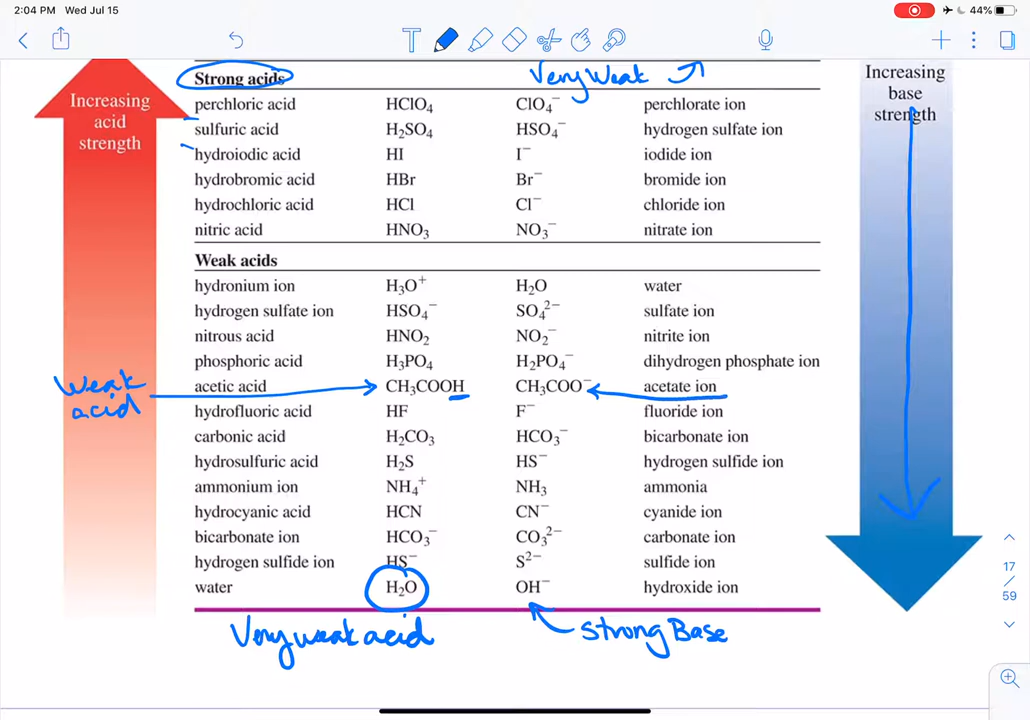 2:04 PM Wed Jul 15
44%
T
Strong acids
Very Weak
perchloric acid HClO₄ ClO₄⁻ perchlorate ion
sulfuric acid H₂SO₄ HSO₄⁻ hydrogen sulfate ion
hydroiodic acid HI I⁻ iodide ion
hydrobromic acid HBr Br⁻ bromide ion
hydrochloric acid HCl Cl⁻ chloride ion
nitric acid HNO₃ NO₃⁻ nitrate ion
Increasing
acid
strength
Increasing
base
strength
Weak acids
hydronium ion H₃O⁺ H₂O water
hydrogen sulfate ion HSO₄⁻ SO₄²⁻ sulfate ion
nitrous acid HNO₂ NO₂⁻ nitrite ion
phosphoric acid H₃PO₄ H₂PO₄⁻ dihydrogen phosphate ion
acetic acid CH₃COOH CH₃COO⁻ acetate ion
hydrofluoric acid HF F⁻ fluoride ion
carbonic acid H₂CO₃ HCO₃⁻ bicarbonate ion
hydrosulfuric acid H₂S HS⁻ hydrogen sulfide ion
ammonium ion NH₄⁺ NH₃ ammonia
hydrocyanic acid HCN CN⁻ cyanide ion
bicarbonate ion HCO₃⁻ CO₃²⁻ carbonate ion
hydrogen sulfide ion HS⁻ S²⁻ sulfide ion
water H₂O OH⁻ hydroxide ion
Weak
acid
Very weak acid
Strong Base
17
/
59